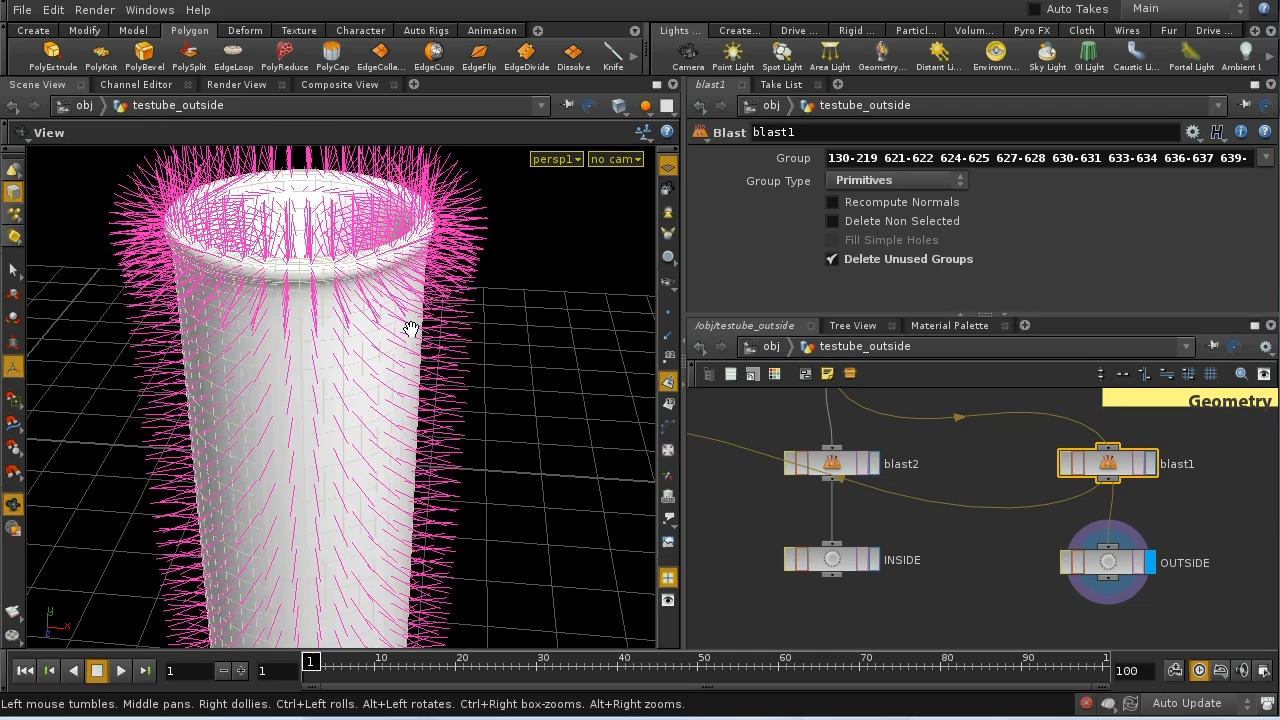 File Edit Render Windows Help
Auto Takes Main
Create Modify Model Polygon Deform Texture Character Auto Rigs Animation
Lights ... Create... Drive ... Rigid ... Particl... Volum... Pyro FX Cloth Wires Fur Drive ...
PolyExtrude PolyKnit PolyBevel PolySplit EdgeLoop PolyReduce PolyCap EdgeColla... EdgeCusp EdgeFlip EdgeDivide Dissolve Knife
Camera Point Light Spot Light Area Light Geometry... Distant Li... Environm... Sky Light GI Light Caustic Li... Portal Light Ambient L
Scene View Channel Editor Render View Composite View
blast1 Take List
obj testube_outside
obj testube_outside
View
Blast blast1
persp1 no cam
Group 130-219 621-622 624-625 627-628 630-631 633-634 636-637 639-
Group Type Primitives
Recompute Normals
Delete Non Selected
Fill Simple Holes
Delete Unused Groups
/obj/testube_outside Tree View Material Palette
obj testube_outside
Geometry
blast2 blast1
INSIDE OUTSIDE
y x z
1 1 1 10 20 30 40 50 60 70 80 90 1 100
Left mouse tumbles. Middle pans. Right dollies. Ctrl+Left rolls. Alt+Left rotates. Ctrl+Right box-zooms. Alt+Right zooms.
Auto Update